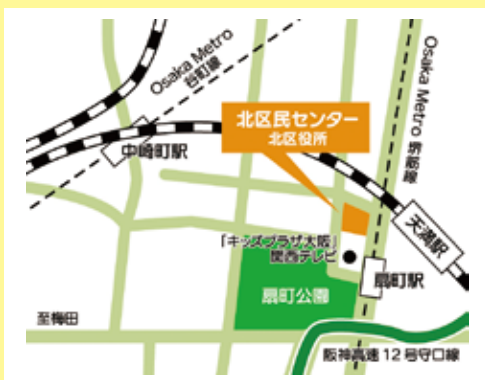 Osaka Metro
谷町線
Osaka Metro 堺筋線
北区民センター
北区役所
中崎町駅
天満駅
「キッズプラザ大阪」
関西テレビ
扇町駅
扇町公園
至梅田
阪神高速12号守口線